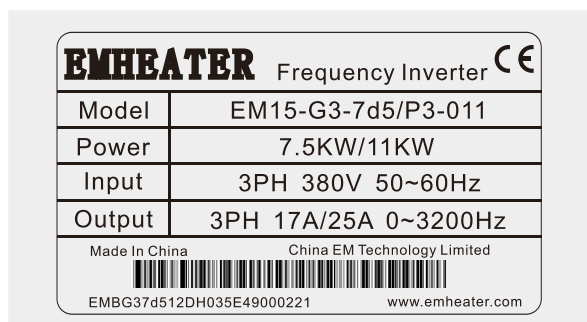 EMHEATER Frequency Inverter CE
Model EM15-G3-7d5/P3-011
Power 7.5KW/11KW
Input 3PH 380V 50~60Hz
Output 3PH 17A/25A 0~3200Hz
Made In China China EM Technology Limited
EMBG37d512DH035E49000221 www.emheater.com